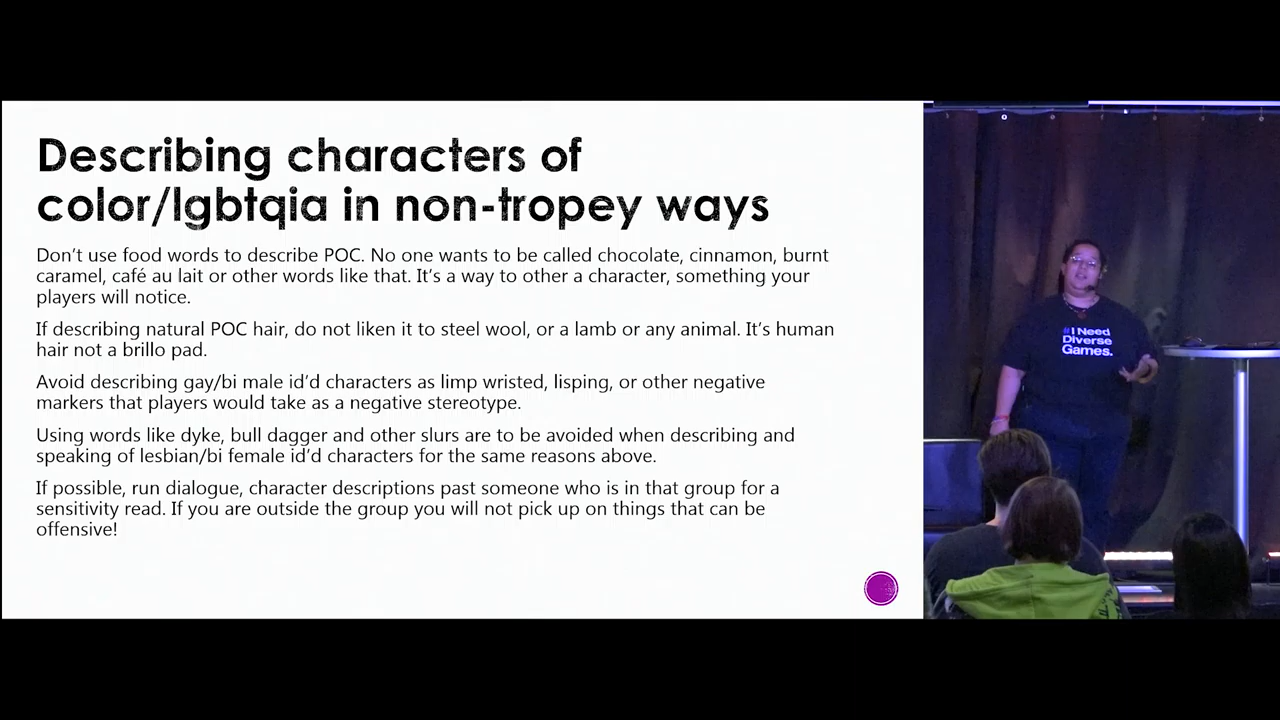 Describing characters of
color/lgbtqia in non-tropey ways
Don't use food words to describe POC. No one wants to be called chocolate, cinnamon, burnt
caramel, café au lait or other words like that. It's a way to other a character, something your
players will notice.
If describing natural POC hair, do not liken it to steel wool, or a lamb or any animal. It's human
hair not a brillo pad.
Avoid describing gay/bi male id'd characters as limp wristed, lisping, or other negative
markers that players would take as a negative stereotype.
Using words like dyke, bull dagger and other slurs are to be avoided when describing and
speaking of lesbian/bi female id'd characters for the same reasons above.
If possible, run dialogue, character descriptions past someone who is in that group for a
sensitivity read. If you are outside the group you will not pick up on things that can be
offensive!
#I Need
Diverse
Games.